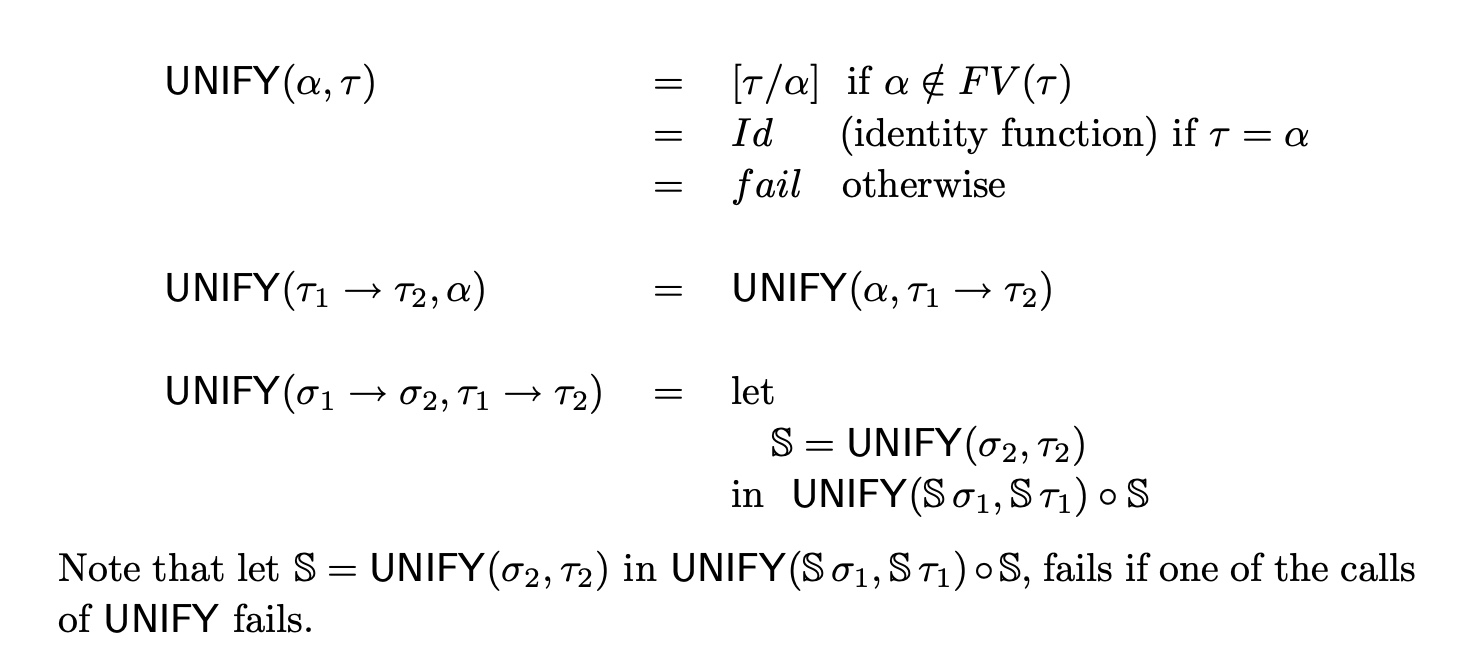 UNIFY(α, τ) = [τ/α] if α ∉ FV(τ)
= Id (identity function) if τ = α
= fail otherwise
UNIFY(τ₁ → τ₂, α) = UNIFY(α, τ₁ → τ₂)
UNIFY(σ₁ → σ₂, τ₁ → τ₂) = let
𝕊 = UNIFY(σ₂, τ₂)
in UNIFY(𝕊 σ₁, 𝕊 τ₁) ∘ 𝕊
Note that let 𝕊 = UNIFY(σ₂, τ₂) in UNIFY(𝕊 σ₁, 𝕊 τ₁) ∘ 𝕊, fails if one of the calls
of UNIFY fails.